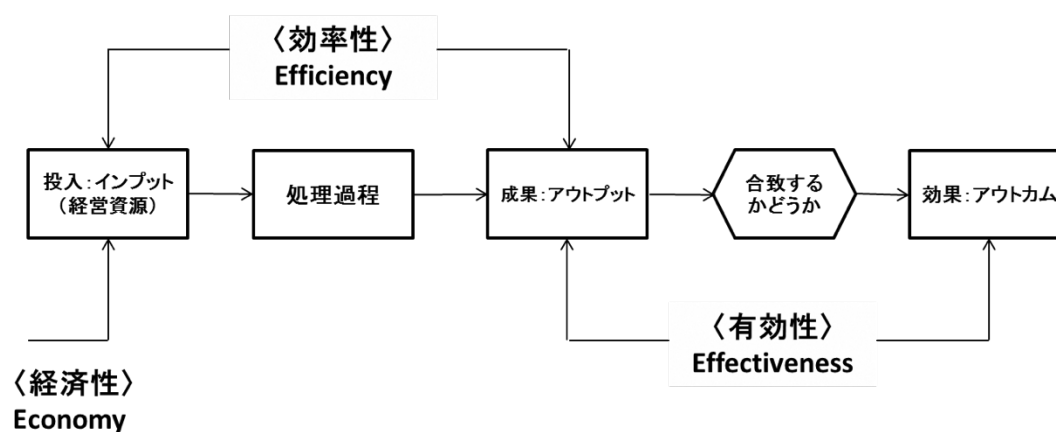 〈効率性〉
Efficiency
投入：インプット
（経営資源）
処理過程
成果：アウトプット
合致する
かどうか
効果：アウトカム
〈有効性〉
Effectiveness
〈経済性〉
Economy